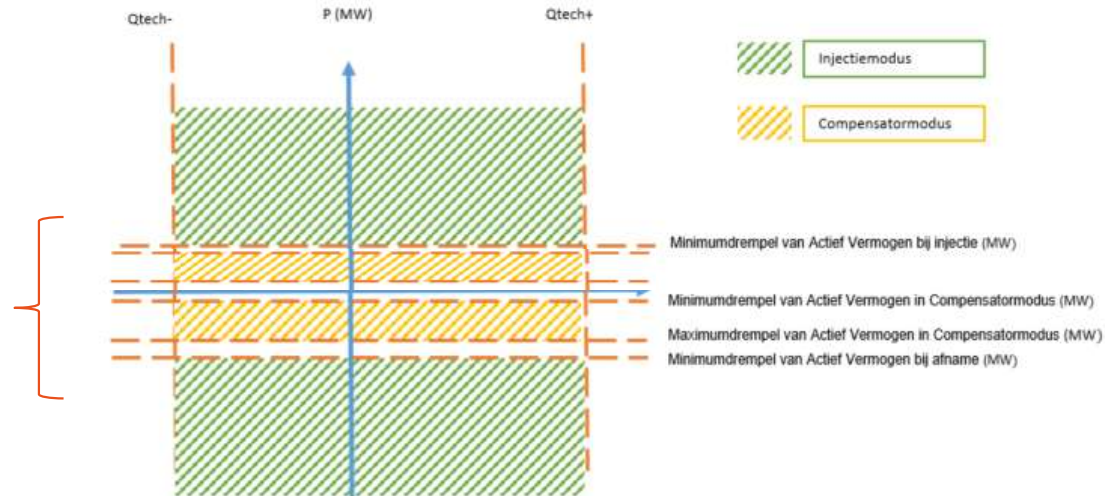 Qtech-
P (MW)
Qtech+
Injectiemodus
Compensatormodus
Minimumdrempel van Actief Vermogen bij injectie (MW)
Minimumdrempel van Actief Vermogen in Compensatormodus (MW)
Maximumdrempel van Actief Vermogen in Compensatormodus (MW)
Minimumdrempel van Actief Vermogen bij afname (MW)